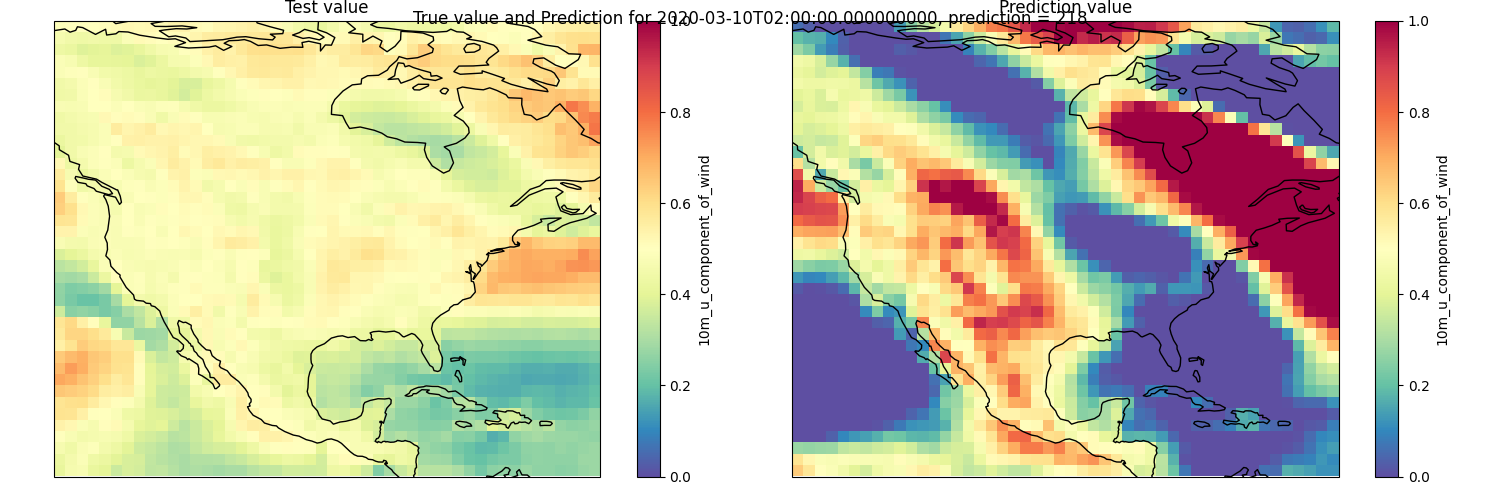 True value and Prediction for 2020-03-10T02:00:00.000000000, prediction = 218
Test value
Prediction value
1.0
0.8
0.6
0.4
0.2
0.0
10m_u_component_of_wind
1.0
0.8
0.6
0.4
0.2
0.0
10m_u_component_of_wind